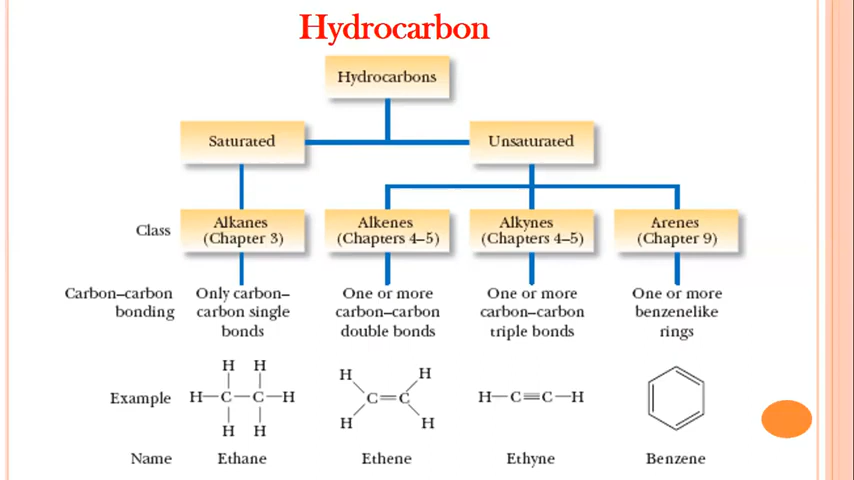 Hydrocarbon
Hydrocarbons
Saturated
Unsaturated
Class
Alkanes
(Chapter 3)
Alkenes
(Chapters 4–5)
Alkynes
(Chapters 4–5)
Arenes
(Chapter 9)
Carbon–carbon
bonding
Only carbon–
carbon single
bonds
One or more
carbon–carbon
double bonds
One or more
carbon–carbon
triple bonds
One or more
benzenelike
rings
Example
H H
H—C—C—H
H H
H H
C=C
H H
H—C≡C—H
Name
Ethane
Ethene
Ethyne
Benzene